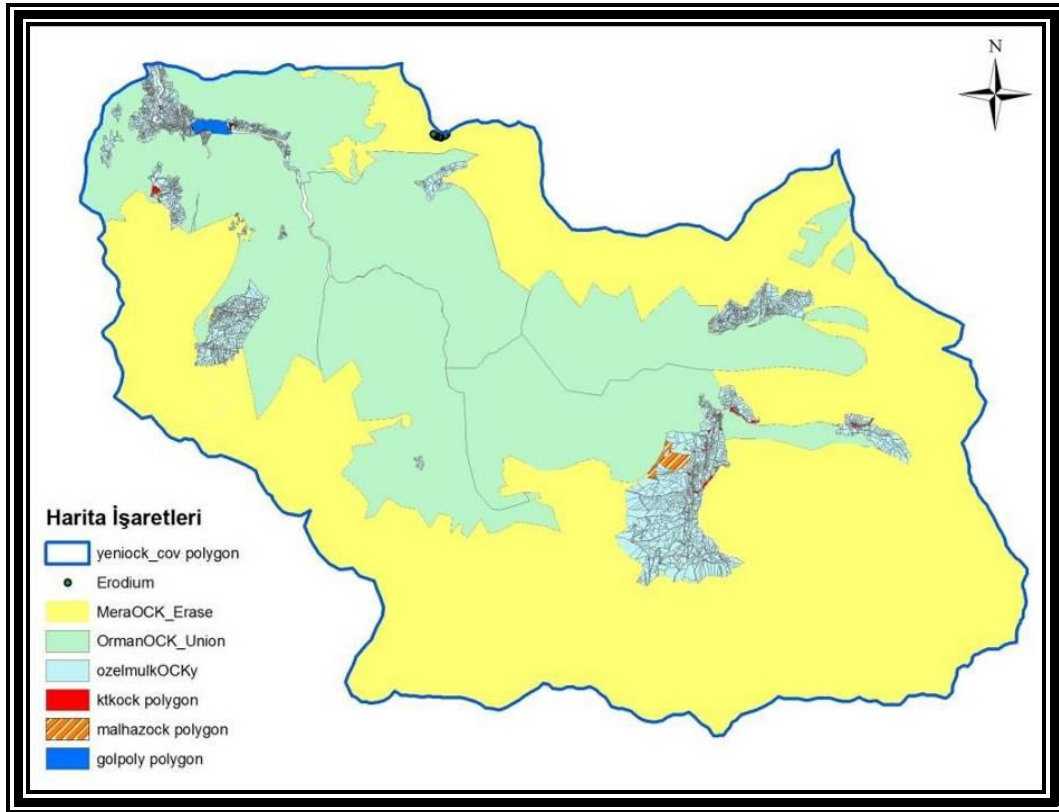 N
Harita İşaretleri
yeniock_cov polygon
Erodium
MeraOCK_Erase
OrmanOCK_Union
ozelmulkOCKy
ktkock polygon
malhazock polygon
golpoly polygon